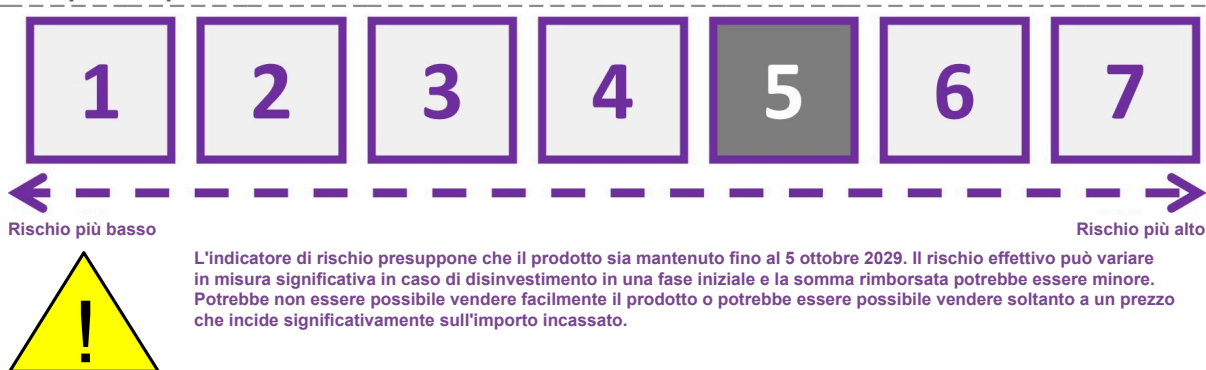 1 2 3 4 5 6 7
Rischio più basso Rischio più alto
L'indicatore di rischio presuppone che il prodotto sia mantenuto fino al 5 ottobre 2029. Il rischio effettivo può variare
in misura significativa in caso di disinvestimento in una fase iniziale e la somma rimborsata potrebbe essere minore.
Potrebbe non essere possibile vendere facilmente il prodotto o potrebbe essere possibile vendere soltanto a un prezzo
che incide significativamente sull'importo incassato.
!